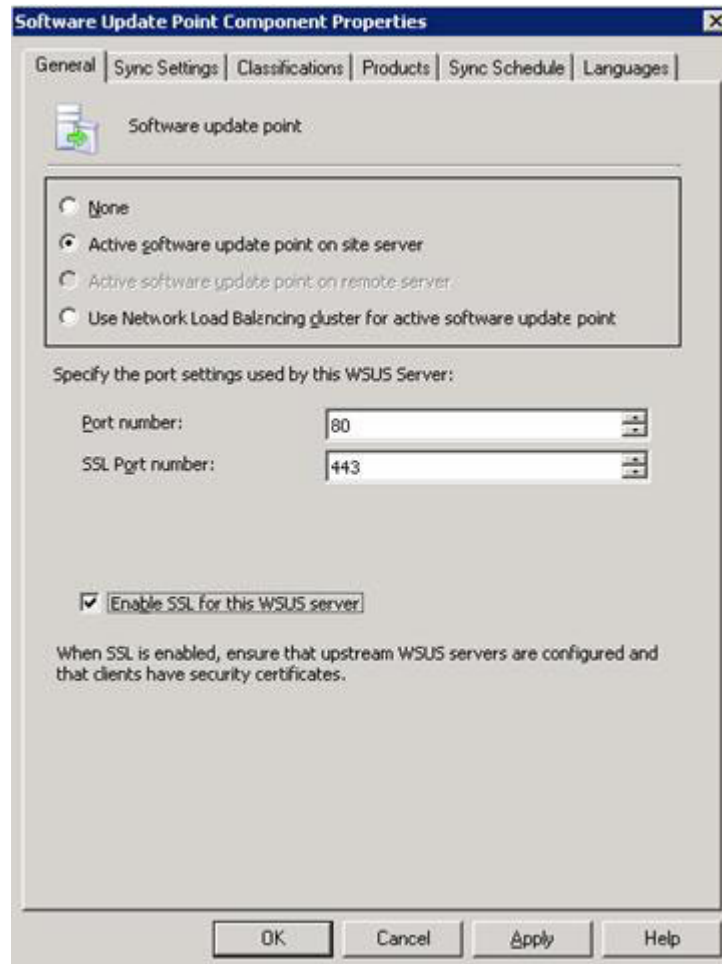 Software Update Point Component Properties
General Sync Settings Classifications Products Sync Schedule Languages
Software update point
None
Active software update point on site server
Active software update point on remote server
Use Network Load Balancing cluster for active software update point
Specify the port settings used by this WSUS Server:
Port number: 80
SSL Port number: 443
Enable SSL for this WSUS server
When SSL is enabled, ensure that upstream WSUS servers are configured and
that clients have security certificates.
OK Cancel Apply Help